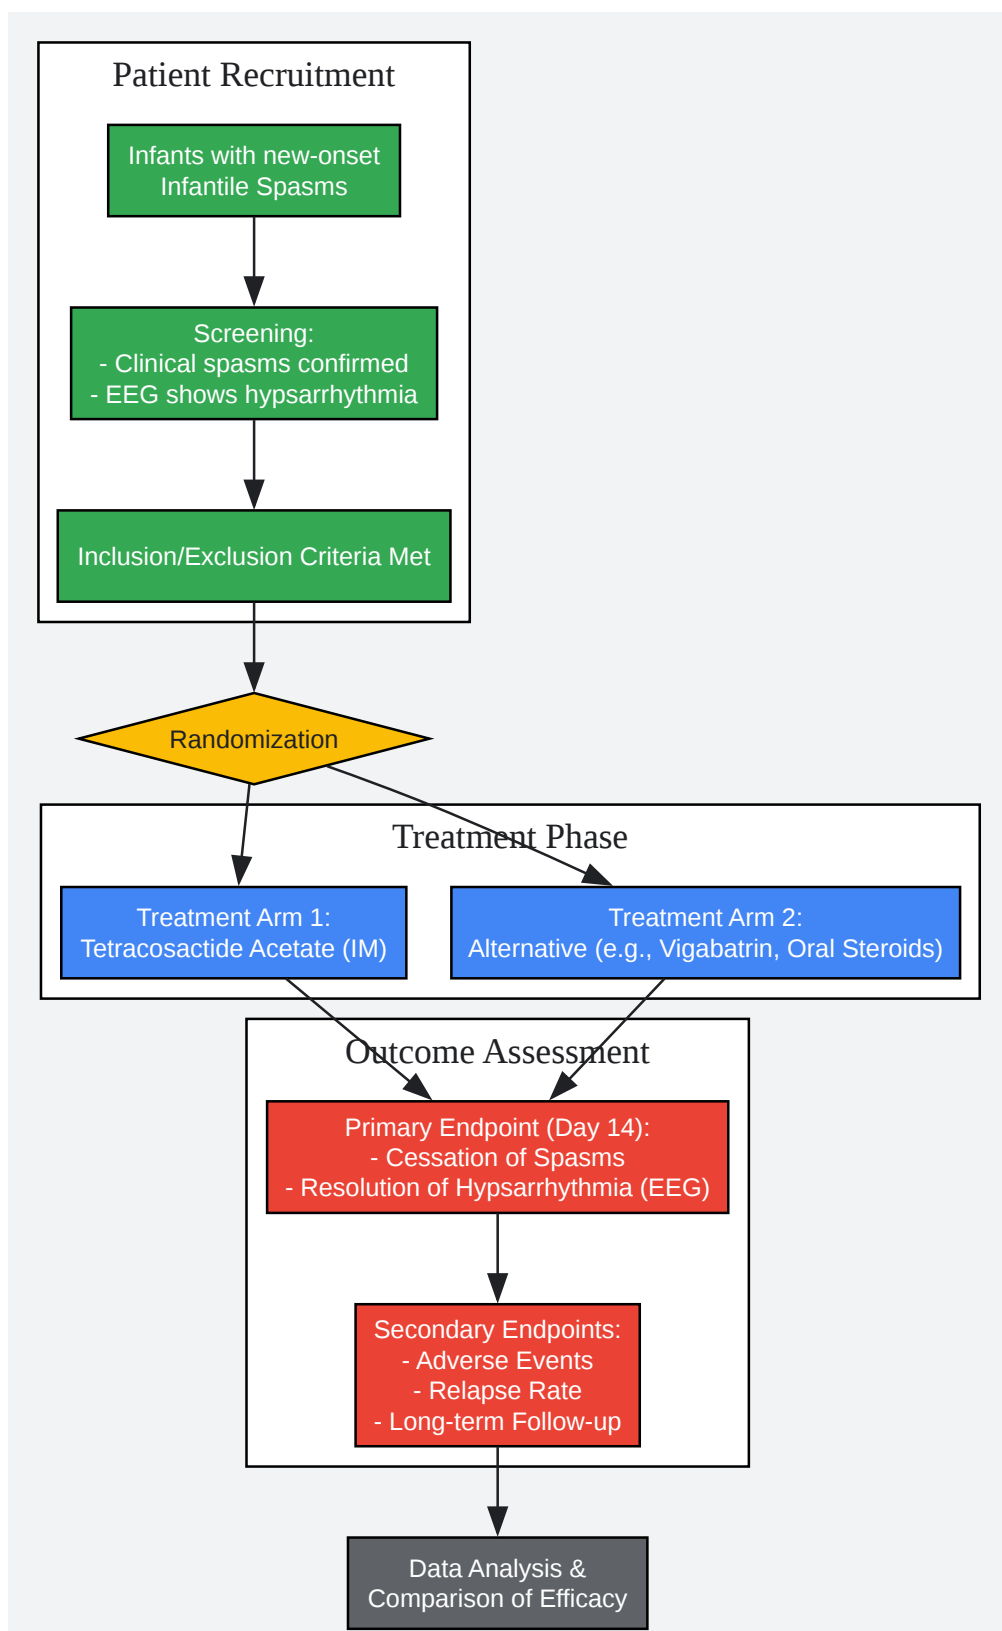 Patient Recruitment
Infants with new-onset
Infantile Spasms
Screening:
- Clinical spasms confirmed
- EEG shows hypsarrhythmia
Inclusion/Exclusion Criteria Met
Randomization
Treatment Phase
Treatment Arm 1:
Tetracosactide Acetate (IM)
Treatment Arm 2:
Alternative (e.g., Vigabatrin, Oral Steroids)
Outcome Assessment
Primary Endpoint (Day 14):
- Cessation of Spasms
- Resolution of Hypsarrhythmia (EEG)
Secondary Endpoints:
- Adverse Events
- Relapse Rate
- Long-term Follow-up
Data Analysis &
Comparison of Efficacy